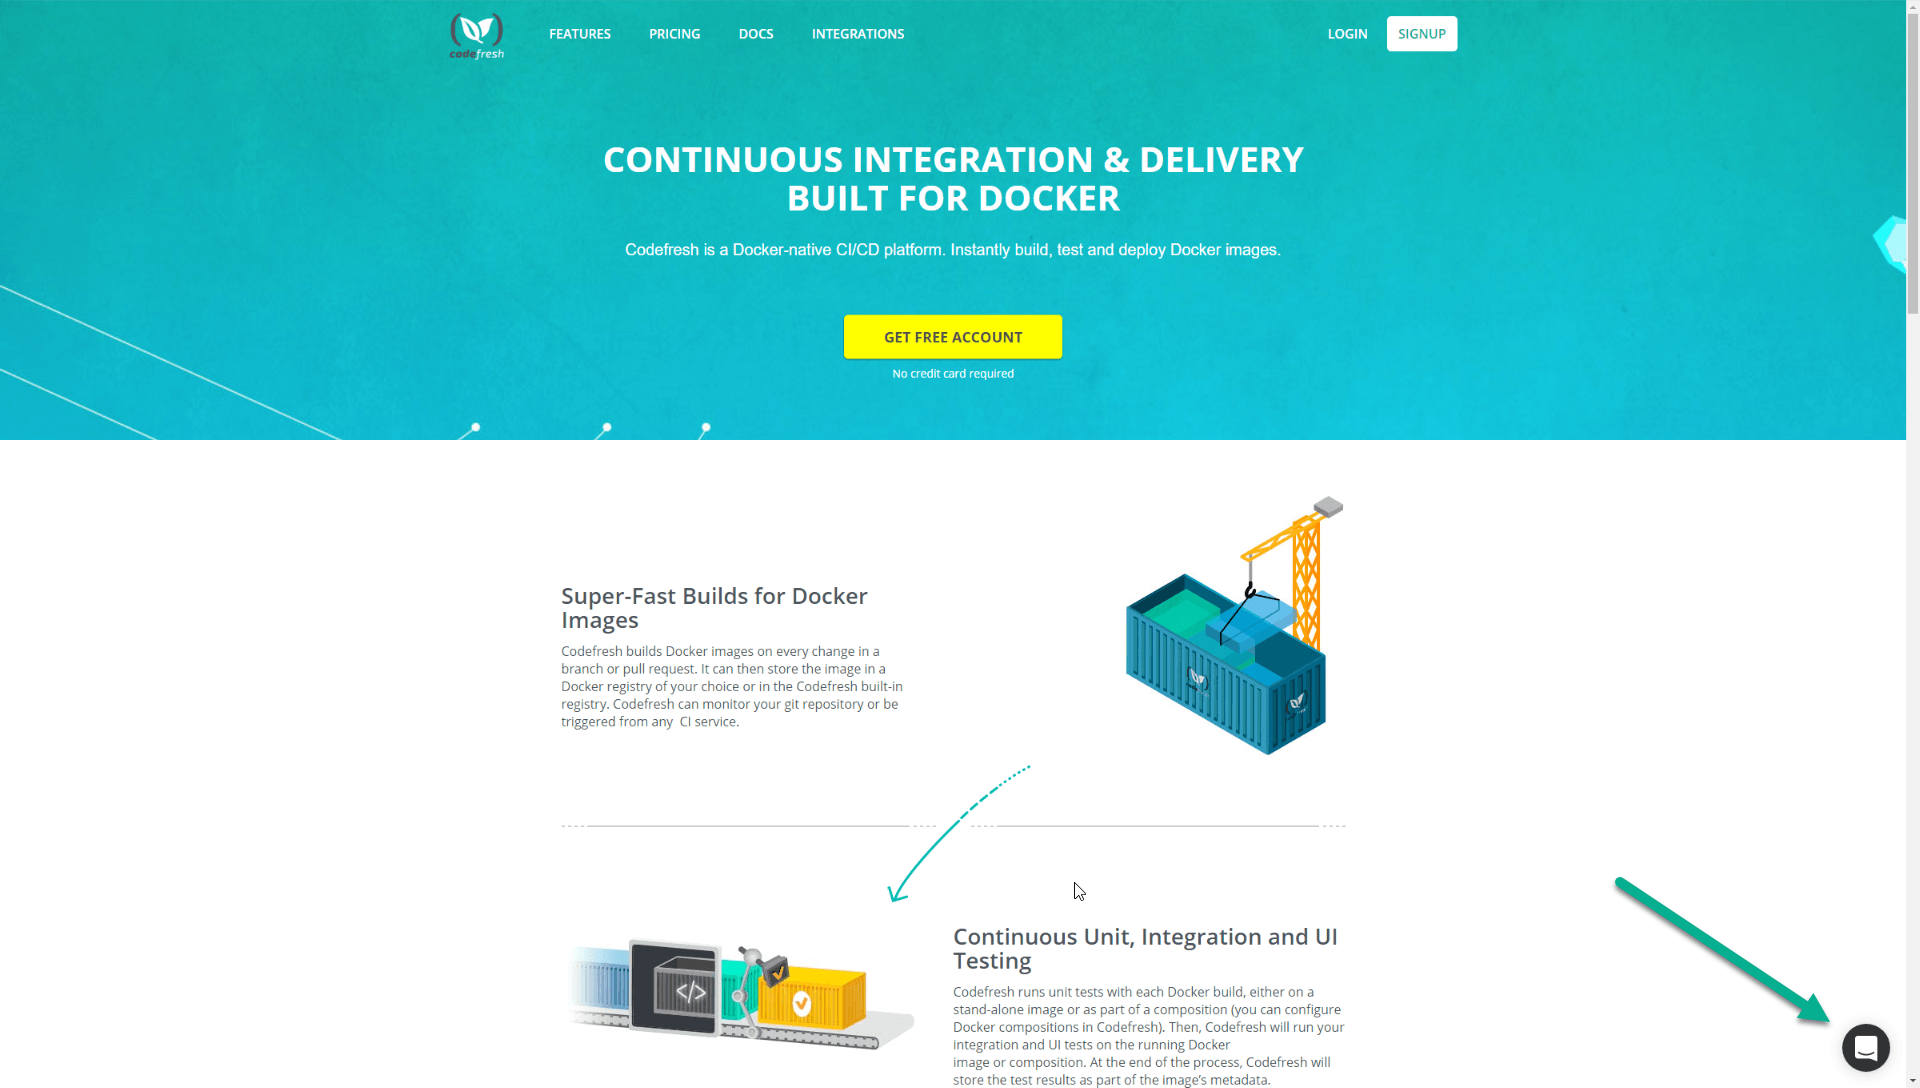 codefresh
FEATURES
PRICING
DOCS
INTEGRATIONS
LOGIN
SIGNUP
CONTINUOUS INTEGRATION & DELIVERY
BUILT FOR DOCKER
Codefresh is a Docker-native CI/CD platform. Instantly build, test and deploy Docker images.
GET FREE ACCOUNT
No credit card required
Super-Fast Builds for Docker
Images
Codefresh builds Docker images on every change in a
branch or pull request. It can then store the image in a
Docker registry of your choice or in the Codefresh built-in
registry. Codefresh can monitor your git repository or be
triggered from any  CI service.
</>
Continuous Unit, Integration and UI
Testing
Codefresh runs unit tests with each Docker build, either on a
stand-alone image or as part of a composition (you can configure
Docker compositions in Codefresh). Then, Codefresh will run your
integration and UI tests on the running Docker
image or composition. At the end of the process, Codefresh will
store the test results as part of the image's metadata.